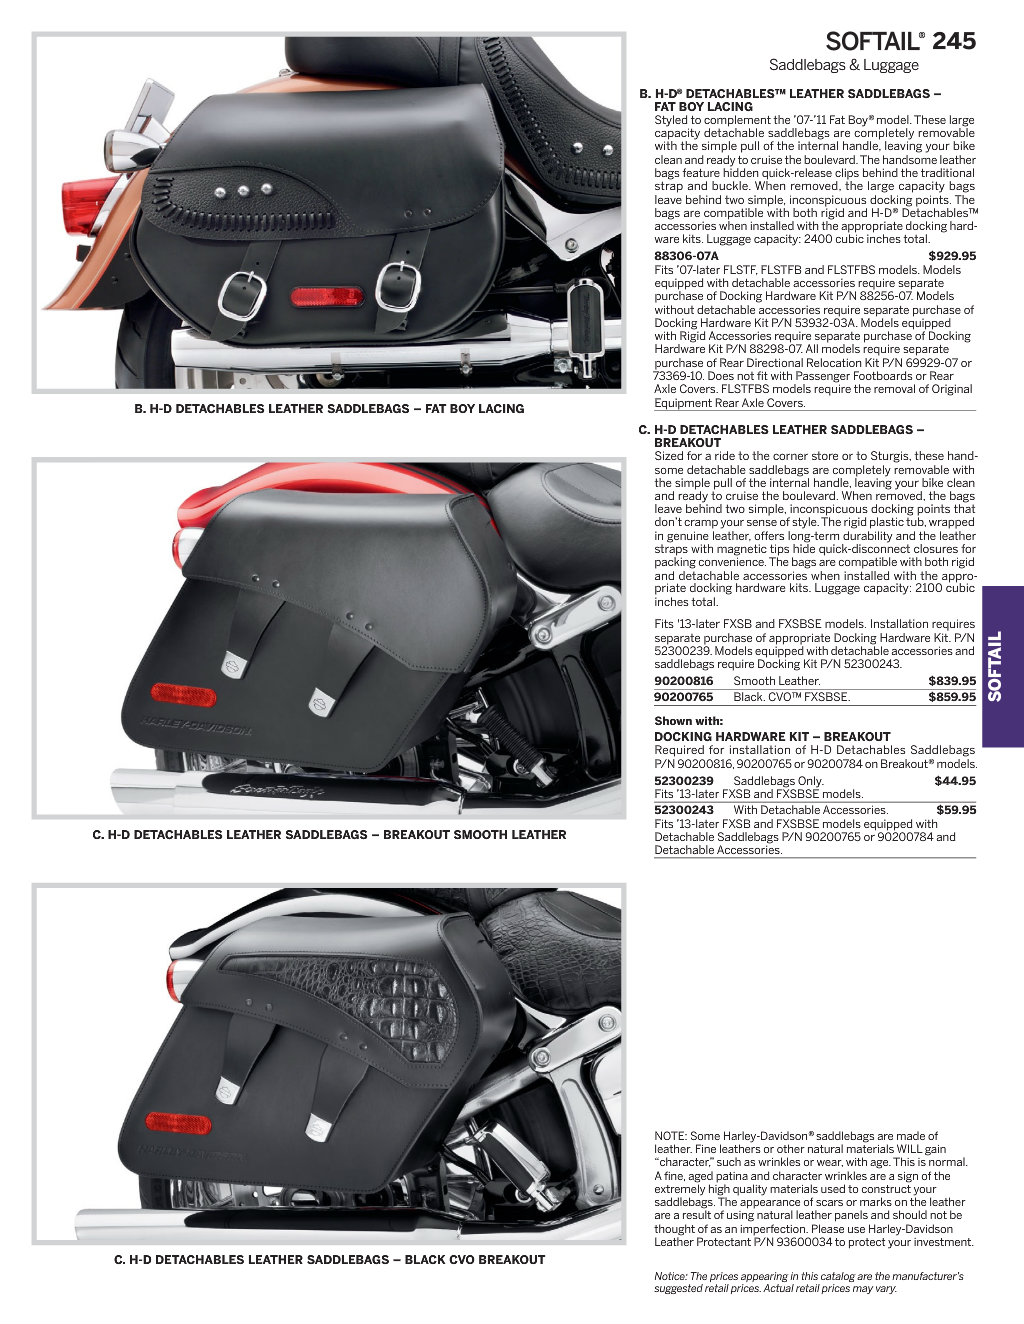 SOFTAIL® 245
Saddlebags & Luggage
B. H-D DETACHABLES LEATHER SADDLEBAGS – FAT BOY LACING
HARLEY-DAVIDSON.
C. H-D DETACHABLES LEATHER SADDLEBAGS – BREAKOUT SMOOTH LEATHER
HARLEY-DAVIDSON
C. H-D DETACHABLES LEATHER SADDLEBAGS – BLACK CVO BREAKOUT
B. H-D® DETACHABLES™ LEATHER SADDLEBAGS –
FAT BOY LACING
Styled to complement the ’07-’11 Fat Boy® model. These large
capacity detachable saddlebags are completely removable
with the simple pull of the internal handle, leaving your bike
clean and ready to cruise the boulevard. The handsome leather
bags feature hidden quick-release clips behind the traditional
strap and buckle. When removed, the large capacity bags
leave behind two simple, inconspicuous docking points. The
bags are compatible with both rigid and H-D® Detachables™
accessories when installed with the appropriate docking hard-
ware kits. Luggage capacity: 2400 cubic inches total.
88306-07A $929.95
Fits ’07-later FLSTF, FLSTFB and FLSTFBS models. Models
equipped with detachable accessories require separate
purchase of Docking Hardware Kit P/N 88256-07. Models
without detachable accessories require separate purchase of
Docking Hardware Kit P/N 53932-03A. Models equipped
with Rigid Accessories require separate purchase of Docking
Hardware Kit P/N 88298-07. All models require separate
purchase of Rear Directional Relocation Kit P/N 69929-07 or
73369-10. Does not fit with Passenger Footboards or Rear
Axle Covers. FLSTFBS models require the removal of Original
Equipment Rear Axle Covers.
C. H-D DETACHABLES LEATHER SADDLEBAGS –
BREAKOUT
Sized for a ride to the corner store or to Sturgis, these hand-
some detachable saddlebags are completely removable with
the simple pull of the internal handle, leaving your bike clean
and ready to cruise the boulevard. When removed, the bags
leave behind two simple, inconspicuous docking points that
don’t cramp your sense of style. The rigid plastic tub, wrapped
in genuine leather, offers long-term durability and the leather
straps with magnetic tips hide quick-disconnect closures for
packing convenience. The bags are compatible with both rigid
and detachable accessories when installed with the appro-
priate docking hardware kits. Luggage capacity: 2100 cubic
inches total.
Fits '13-later FXSB and FXSBSE models. Installation requires
separate purchase of appropriate Docking Hardware Kit. P/N
52300239. Models equipped with detachable accessories and
saddlebags require Docking Kit P/N 52300243.
90200816 Smooth Leather. $839.95
90200765 Black. CVO™ FXSBSE. $859.95
Shown with:
DOCKING HARDWARE KIT – BREAKOUT
Required for installation of H-D Detachables Saddlebags
P/N 90200816, 90200765 or 90200784 on Breakout® models.
52300239 Saddlebags Only. $44.95
Fits ’13-later FXSB and FXSBSE models.
52300243 With Detachable Accessories. $59.95
Fits ’13-later FXSB and FXSBSE models equipped with
Detachable Saddlebags P/N 90200765 or 90200784 and
Detachable Accessories.
SOFTAIL
NOTE: Some Harley-Davidson® saddlebags are made of
leather. Fine leathers or other natural materials WILL gain
“character,” such as wrinkles or wear, with age. This is normal.
A fine, aged patina and character wrinkles are a sign of the
extremely high quality materials used to construct your
saddlebags. The appearance of scars or marks on the leather
are a result of using natural leather panels and should not be
thought of as an imperfection. Please use Harley-Davidson
Leather Protectant P/N 93600034 to protect your investment.
Notice: The prices appearing in this catalog are the manufacturer’s
suggested retail prices. Actual retail prices may vary.